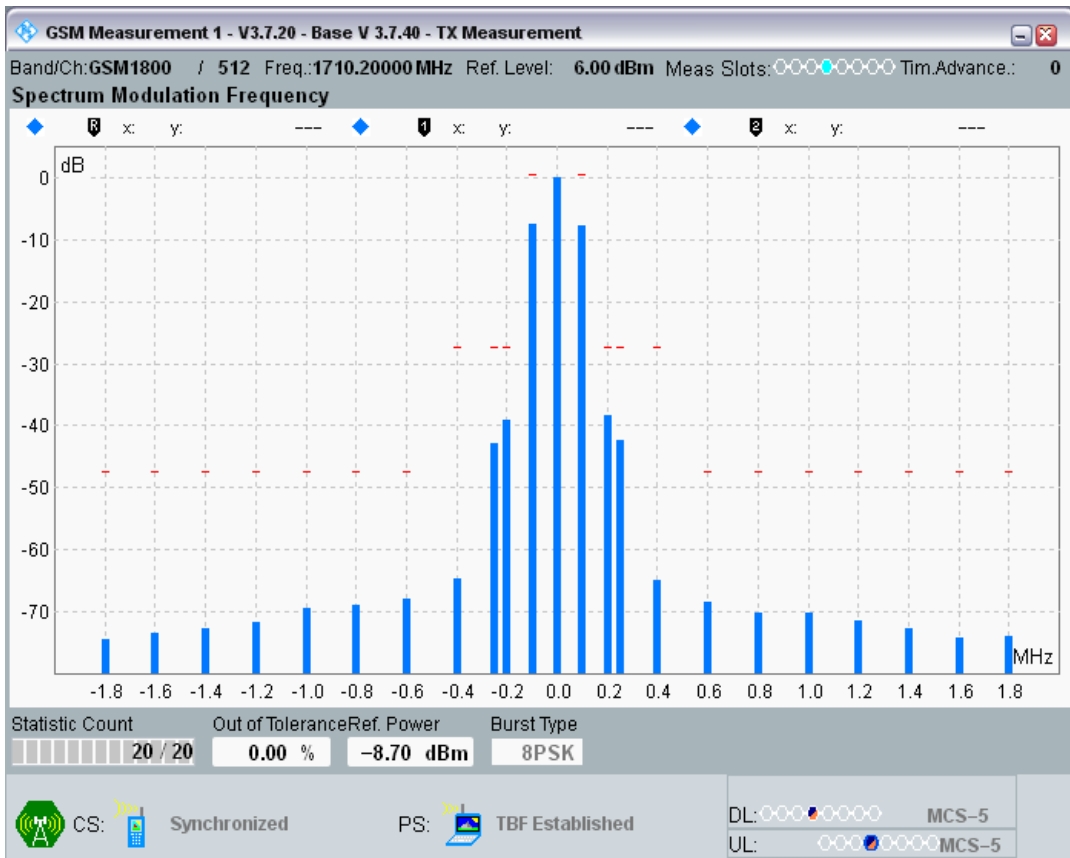 GSM Measurement 1 - V3.7.20 - Base V 3.7.40 - TX Measurement
Band/Ch:GSM1800 / 512 Freq.:1710.20000 MHz Ref. Level: 6.00 dBm Meas Slots: Tim.Advance.: 0
Spectrum Modulation Frequency
R x: y: --- 1 x: y: --- 2 x: y: ---
dB
0
-10
-20
-30
-40
-50
-60
-70
MHz
-1.8 -1.6 -1.4 -1.2 -1.0 -0.8 -0.6 -0.4 -0.2 0.0 0.2 0.4 0.6 0.8 1.0 1.2 1.4 1.6 1.8
Statistic Count Out of Tolerance Ref. Power Burst Type
20 / 20 0.00 % -8.70 dBm 8PSK
CS: Synchronized PS: TBF Established
DL: MCS-5
UL: MCS-5